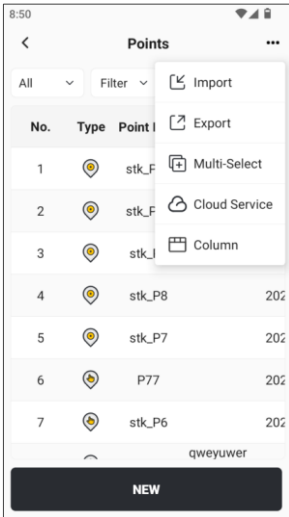 8:50
Points
All Filter
Import
Export
Multi-Select
Cloud Service
Column
No. Type Point
1 stk_P
2 stk_P
3 stk_
4 stk_P8 202
5 stk_P7 202
6 P77 202
7 stk_P6 202
qweyuwer
NEW